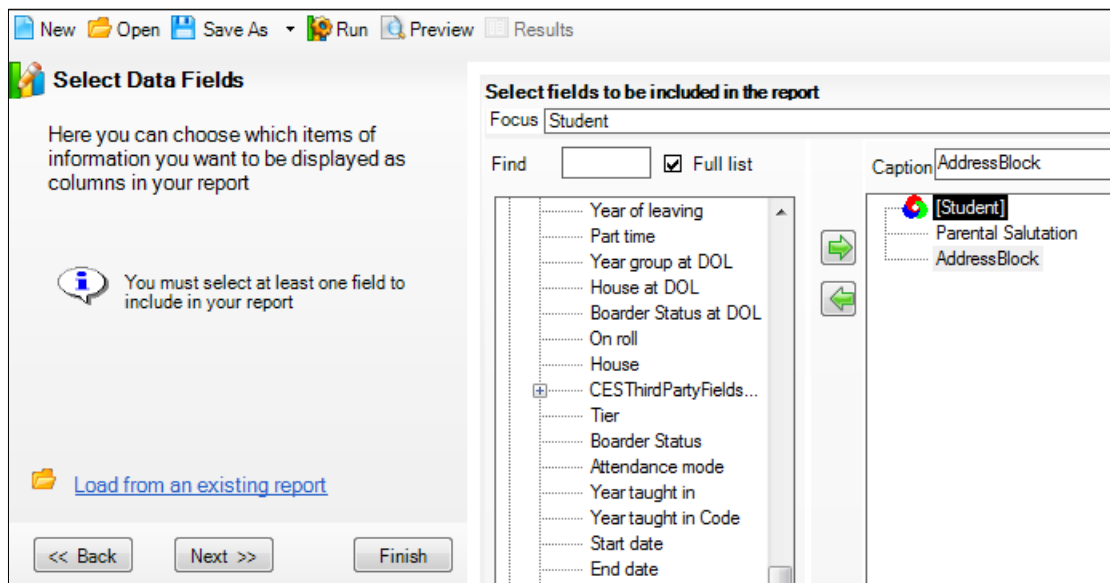 New Open Save As Run Preview Results
Select Data Fields
Here you can choose which items of
information you want to be displayed as
columns in your report
You must select at least one field to
include in your report
Load from an existing report
<< Back Next >> Finish
Select fields to be included in the report
Focus Student
Find Full list
Year of leaving
Part time
Year group at DOL
House at DOL
Boarder Status at DOL
On roll
House
CESThirdPartyFields...
Tier
Boarder Status
Attendance mode
Year taught in
Year taught in Code
Start date
End date
Caption AddressBlock
[Student]
Parental Salutation
AddressBlock